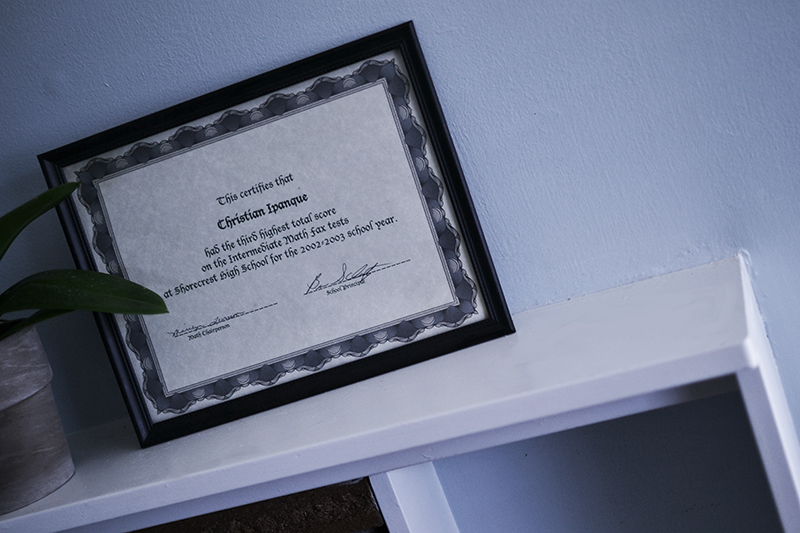 This certifies that
Christian Ipanque
had the third highest total score
on the Intermediate Math Fax tests
at Shorecrest High School for the 2002/2003 school year.
Math Chairperson
School Principal